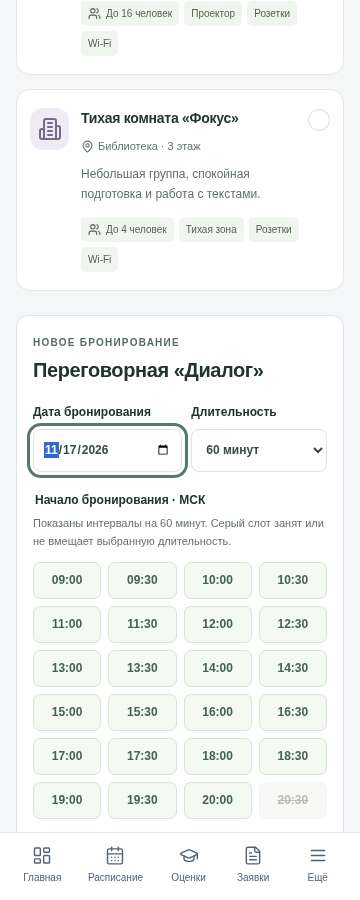 До 16 человек Проектор Розетки
Wi-Fi
Тихая комната «Фокус»
Библиотека · 3 этаж
Небольшая группа, спокойная
подготовка и работа с текстами.
До 4 человек Тихая зона Розетки
Wi-Fi
НОВОЕ БРОНИРОВАНИЕ
Переговорная «Диалог»
Дата бронирования Длительность
11/17/2026 60 минут
Начало бронирования · МСК
Показаны интервалы на 60 минут. Серый слот занят или
не вмещает выбранную длительность.
09:00 09:30 10:00 10:30
11:00 11:30 12:00 12:30
13:00 13:30 14:00 14:30
15:00 15:30 16:00 16:30
17:00 17:30 18:00 18:30
19:00 19:30 20:00 20:30
Главная Расписание Оценки Заявки Ещё